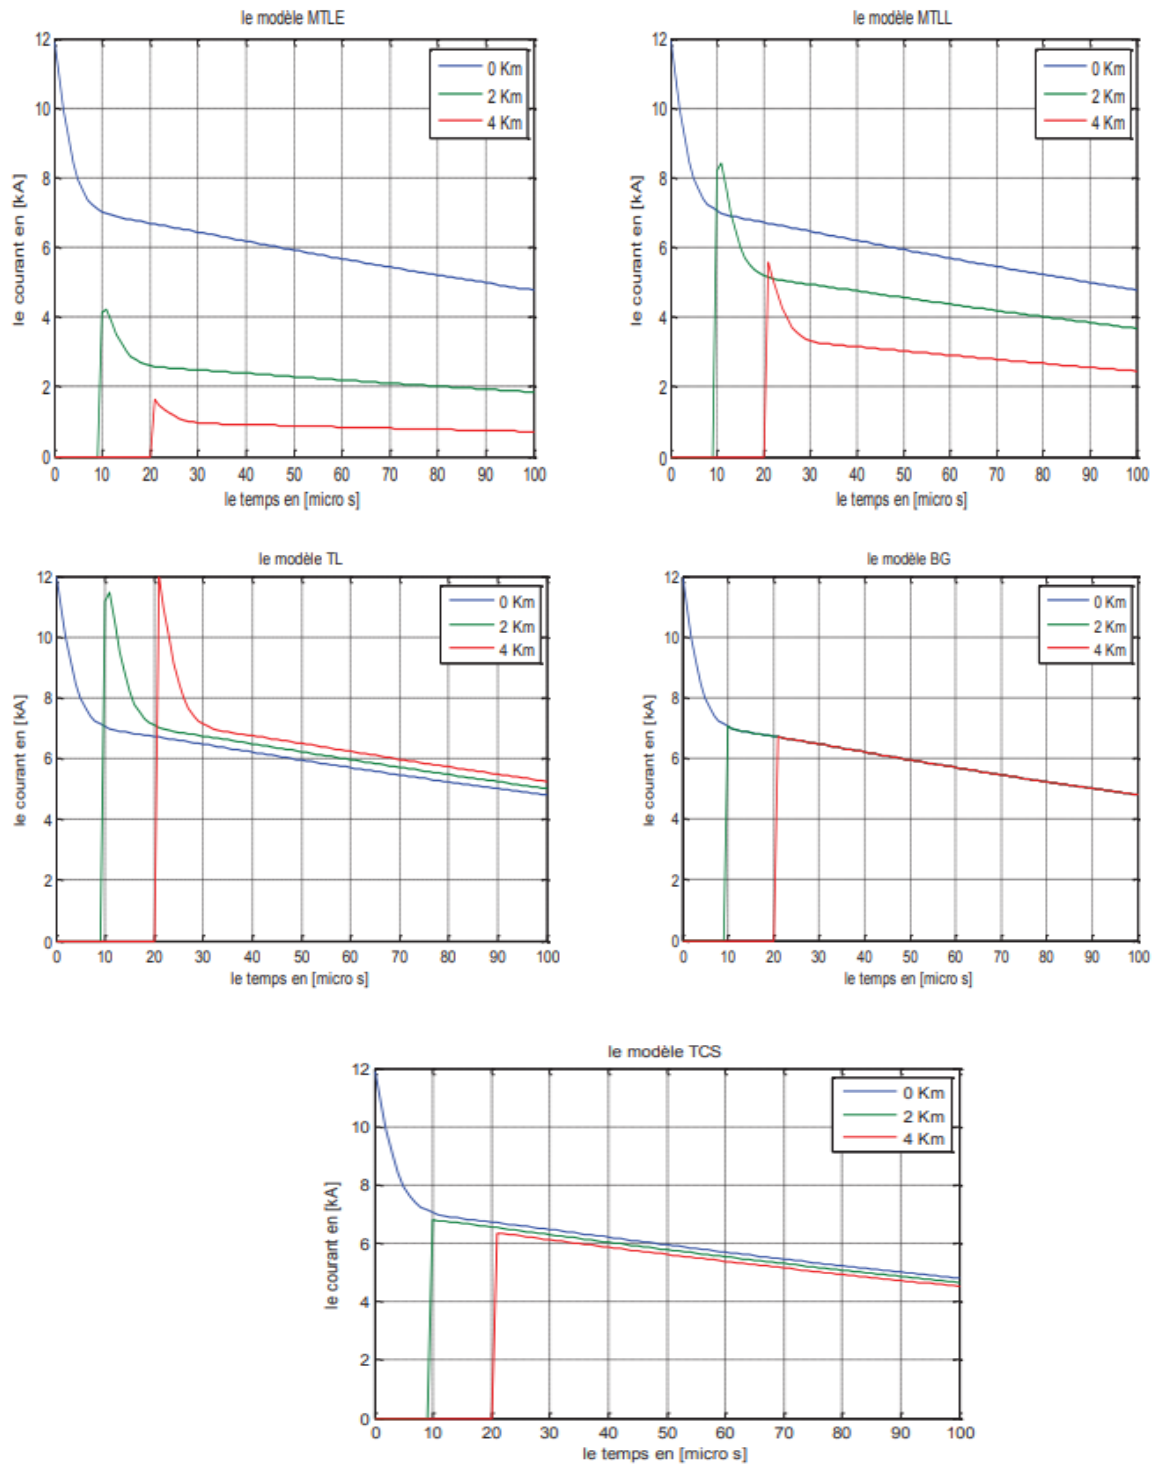 le modèle MTLE
12
10
8
6
4
2
0
0 10 20 30 40 50 60 70 80 90 100
le courant en [kA]
le temps en [micro s]
0 Km
2 Km
4 Km
le modèle MTLL
12
10
8
6
4
2
0
0 10 20 30 40 50 60 70 80 90 100
le courant en [kA]
le temps en [micro s]
0 Km
2 Km
4 Km
le modèle TL
12
10
8
6
4
2
0
0 10 20 30 40 50 60 70 80 90 100
le courant en [kA]
le temps en [micro s]
0 Km
2 Km
4 Km
le modèle BG
12
10
8
6
4
2
0
0 10 20 30 40 50 60 70 80 90 100
le courant en [kA]
le temps en [micro s]
0 Km
2 Km
4 Km
le modèle TCS
12
10
8
6
4
2
0
0 10 20 30 40 50 60 70 80 90 100
le courant en [kA]
le temps en [micro s]
0 Km
2 Km
4 Km